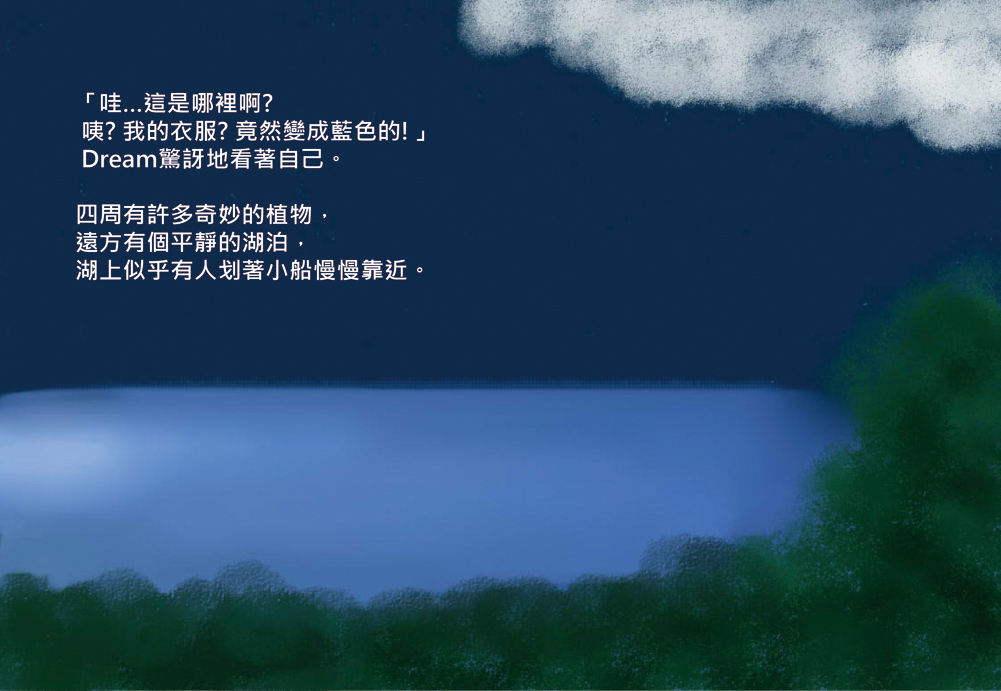 「哇...這是哪裡啊?
咦? 我的衣服? 竟然變成藍色的! 」
Dream驚訝地看著自己。
四周有許多奇妙的植物，
遠方有個平靜的湖泊，
湖上似乎有人划著小船慢慢靠近。